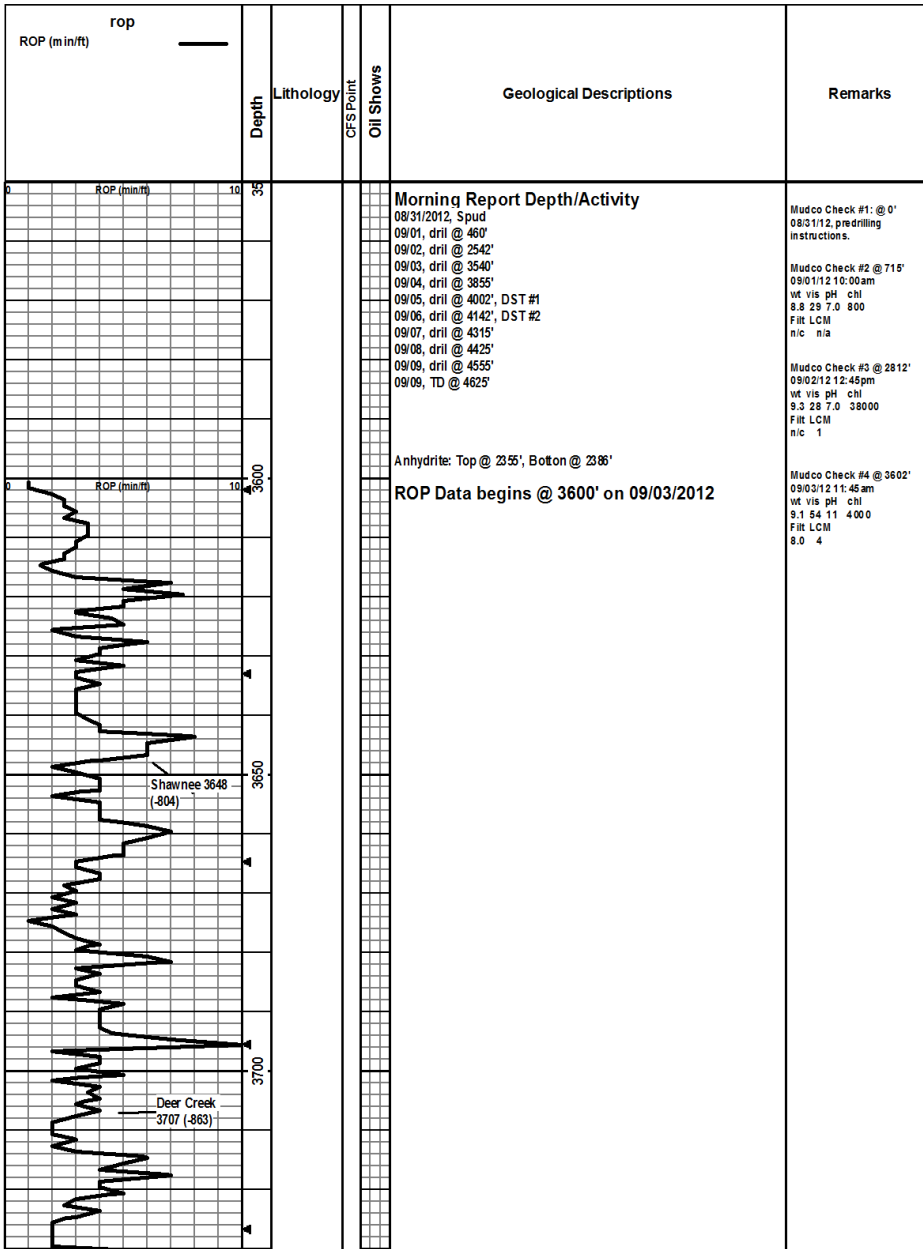 rop
ROP (min/ft)
Depth
Lithology
CFS Point
Oil Shows
Geological Descriptions
Remarks
0 ROP (min/ft) 10
35
Morning Report Depth/Activity
08/31/2012, Spud
09/01, dril @ 460'
09/02, dril @ 2542'
09/03, dril @ 3540'
09/04, dril @ 3855'
09/05, dril @ 4002', DST #1
09/06, dril @ 4142', DST #2
09/07, dril @ 4315'
09/08, dril @ 4425'
09/09, dril @ 4555'
09/09, TD @ 4625'
Anhydrite: Top @ 2355', Botton @ 2386'
ROP Data begins @ 3600' on 09/03/2012
Mudco Check #1: @ 0'
08/31/12, predrilling
instructions.
Mudco Check #2 @ 715'
09/01/12 10:00am
wt vis pH chl
8.8 29 7.0 800
Filt LCM
n/c n/a
Mudco Check #3 @ 2812'
09/02/12 12:45pm
wt vis pH chl
9.3 28 7.0 38000
Filt LCM
n/c 1
Mudco Check #4 @ 3602'
09/03/12 11:45am
wt vis pH chl
9.1 54 11 4000
Filt LCM
8.0 4
0 ROP (min/ft) 10
3600
3650
Shawnee 3648
(-804)
3700
Deer Creek
3707 (-863)